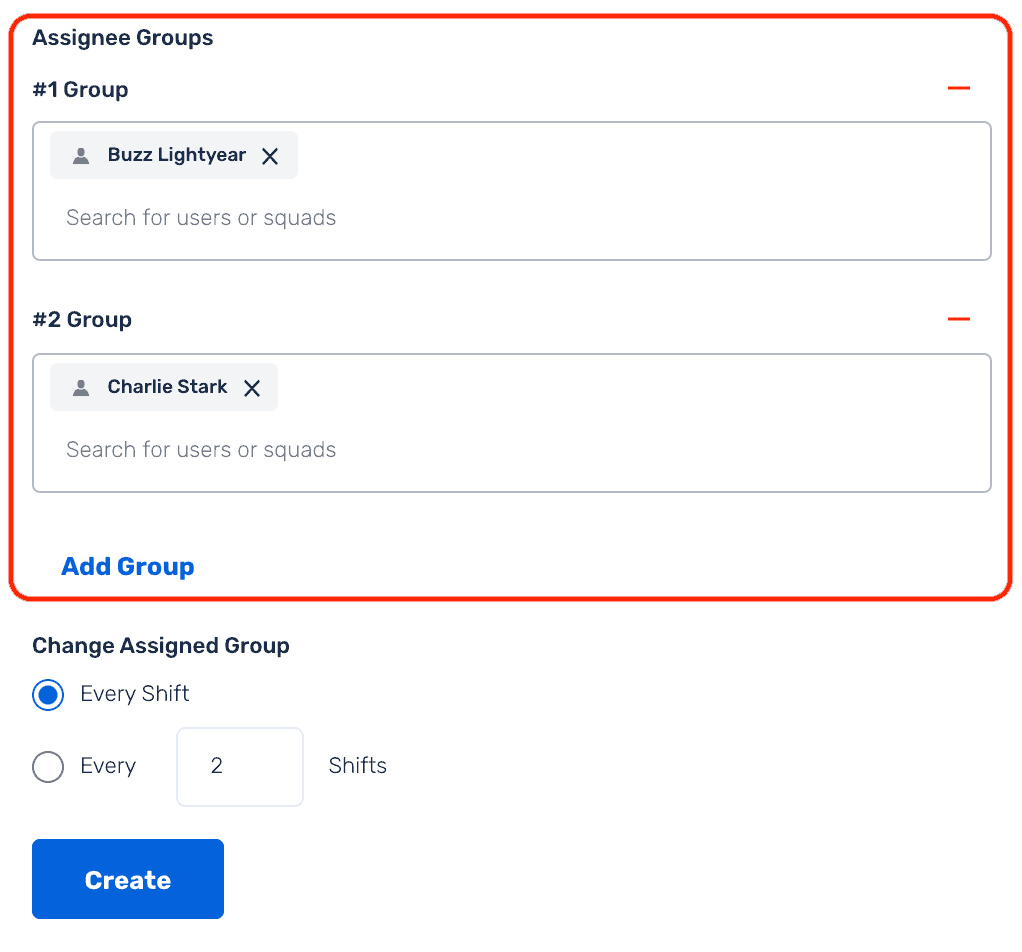 Assignee Groups
#1 Group
Buzz Lightyear
Search for users or squads
#2 Group
Charlie Stark
Search for users or squads
Add Group
Change Assigned Group
Every Shift
Every 2 Shifts
Create